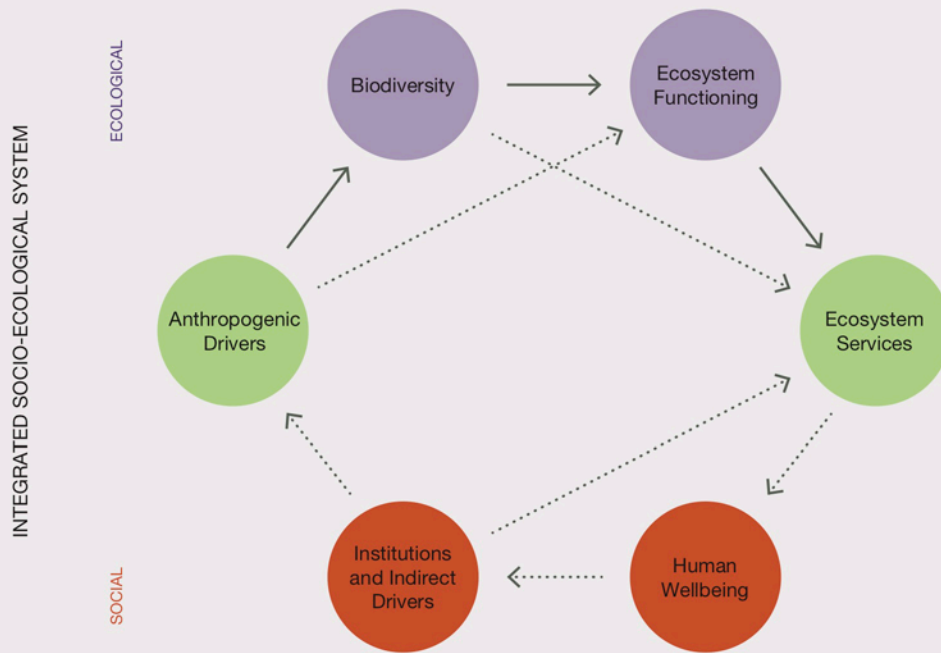 INTEGRATED SOCIO-ECOLOGICAL SYSTEM
ECOLOGICAL
SOCIAL
Biodiversity
Ecosystem
Functioning
Anthropogenic
Drivers
Ecosystem
Services
Institutions
and Indirect
Drivers
Human
Wellbeing